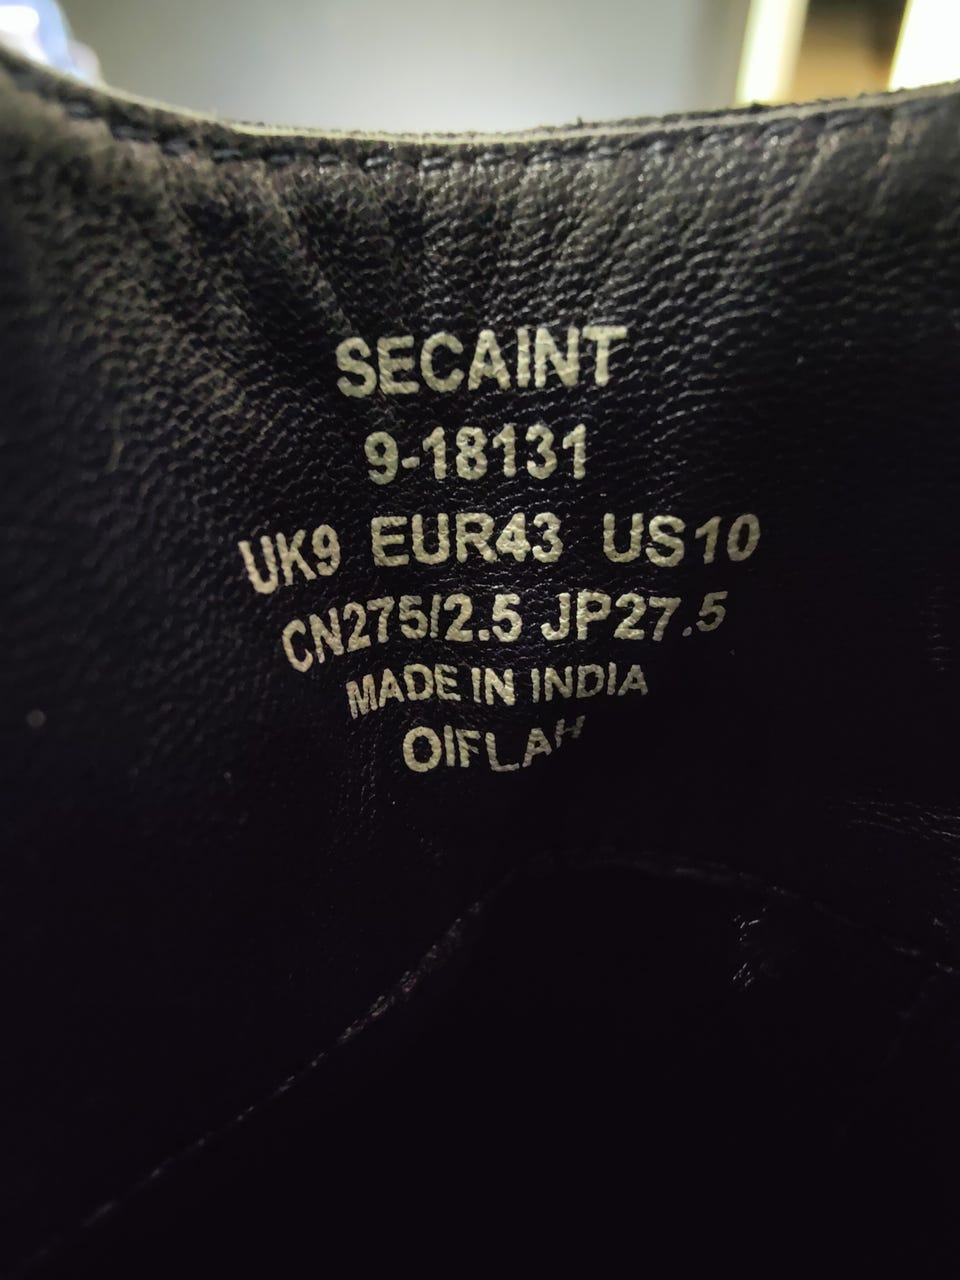 SECAINT
9-18131
UK9 EUR43 US10
CN275/2.5 JP27.5
MADE IN INDIA
OIFLAH